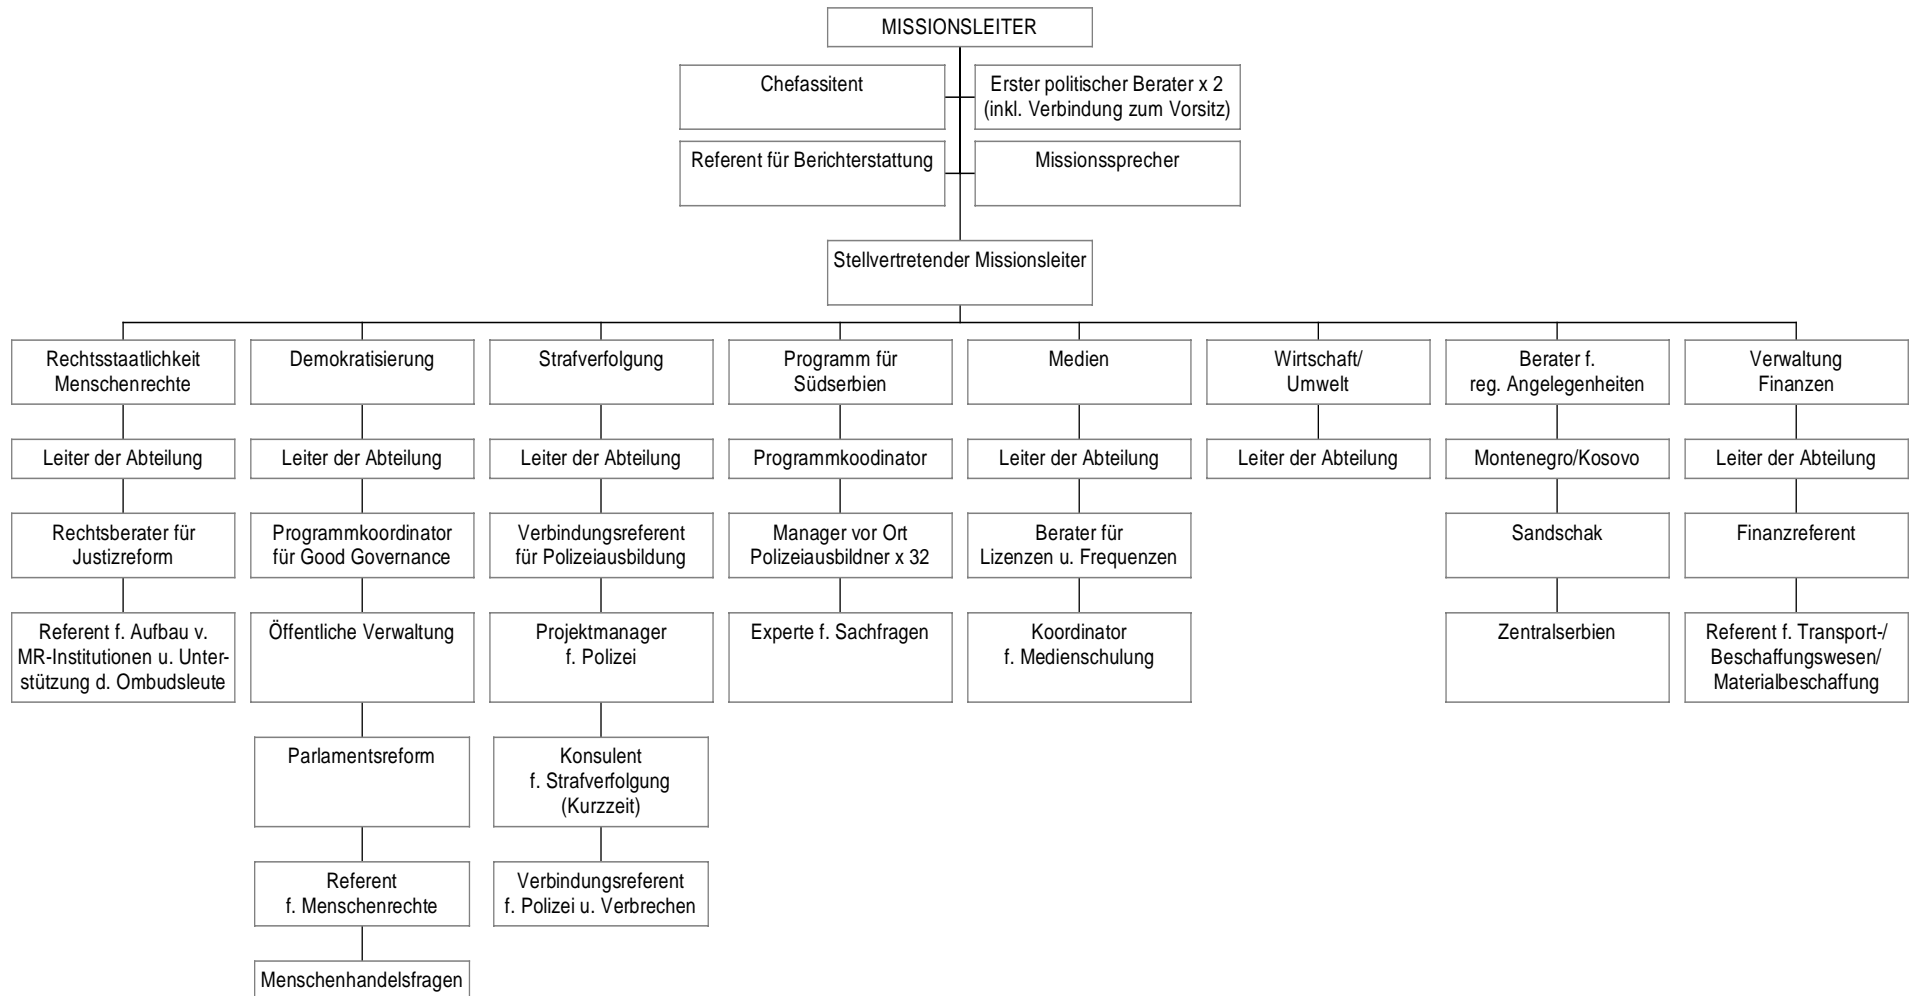 MISSIONSLEITER
Chefassitent
Erster politischer Berater x 2
(inkl. Verbindung zum Vorsitz)
Referent für Berichterstattung
Missionssprecher
Stellvertretender Missionsleiter
Rechtsstaatlichkeit
Menschenrechte
Demokratisierung
Strafverfolgung
Programm für
Südserbien
Medien
Wirtschaft/
Umwelt
Berater f.
reg. Angelegenheiten
Verwaltung
Finanzen
Leiter der Abteilung
Leiter der Abteilung
Leiter der Abteilung
Programmkoodinator
Leiter der Abteilung
Leiter der Abteilung
Montenegro/Kosovo
Leiter der Abteilung
Rechtsberater für
Justizreform
Programmkoordinator
für Good Governance
Verbindungsreferent
für Polizeiausbildung
Manager vor Ort
Polizeiausbildner x 32
Berater für
Lizenzen u. Frequenzen
Sandschak
Finanzreferent
Referent f. Aufbau v.
MR-Institutionen u. Unter-
stützung d. Ombudsleute
Öffentliche Verwaltung
Projektmanager
f. Polizei
Experte f. Sachfragen
Koordinator
f. Medienschulung
Zentralserbien
Referent f. Transport-/
Beschaffungswesen/
Materialbeschaffung
Parlamentsreform
Konsulent
f. Strafverfolgung
(Kurzzeit)
Referent
f. Menschenrechte
Verbindungsreferent
f. Polizei u. Verbrechen
Menschenhandelsfragen